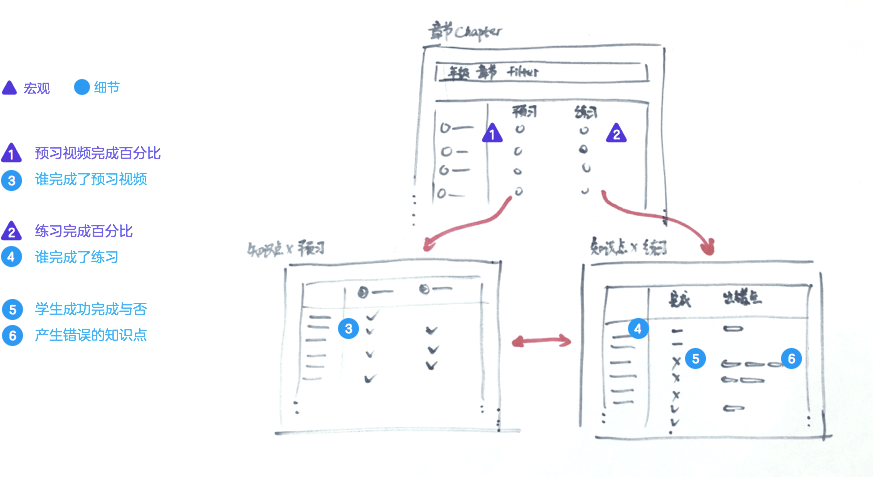 章节 Chapter
年级 章节 filter
宏观
细节
预习
练习
1
2
1 预习视频完成百分比
3 谁完成了预习视频
2 练习完成百分比
4 谁完成了练习
知识点 x 预习
知识点 x 练习
5 学生成功完成与否
6 产生错误的知识点
完成
出错点
3
4
5
6